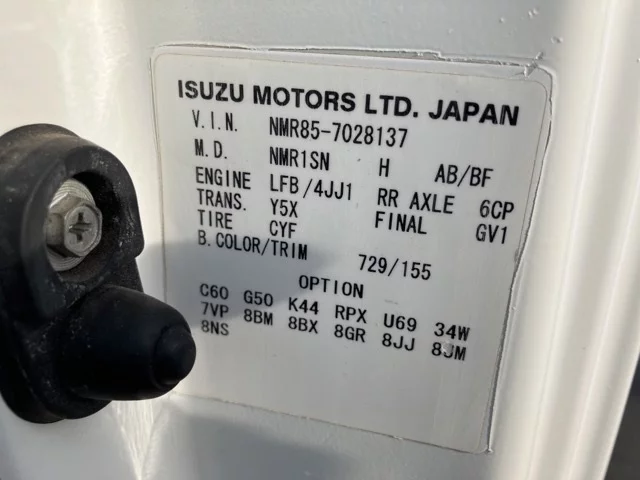 ISUZU MOTORS LTD. JAPAN
V.I.N. NMR85-7028137
M.D. NMR1SN H AB/BF
ENGINE LFB/4JJ1 RR AXLE 6CP
TRANS. Y5X FINAL GV1
TIRE CYF
B.COLOR/TRIM 729/155
OPTION
C60 G50 K44 RPX U69 34W
7VP 8BM 8BX 8GR 8JJ 8JM
8NS